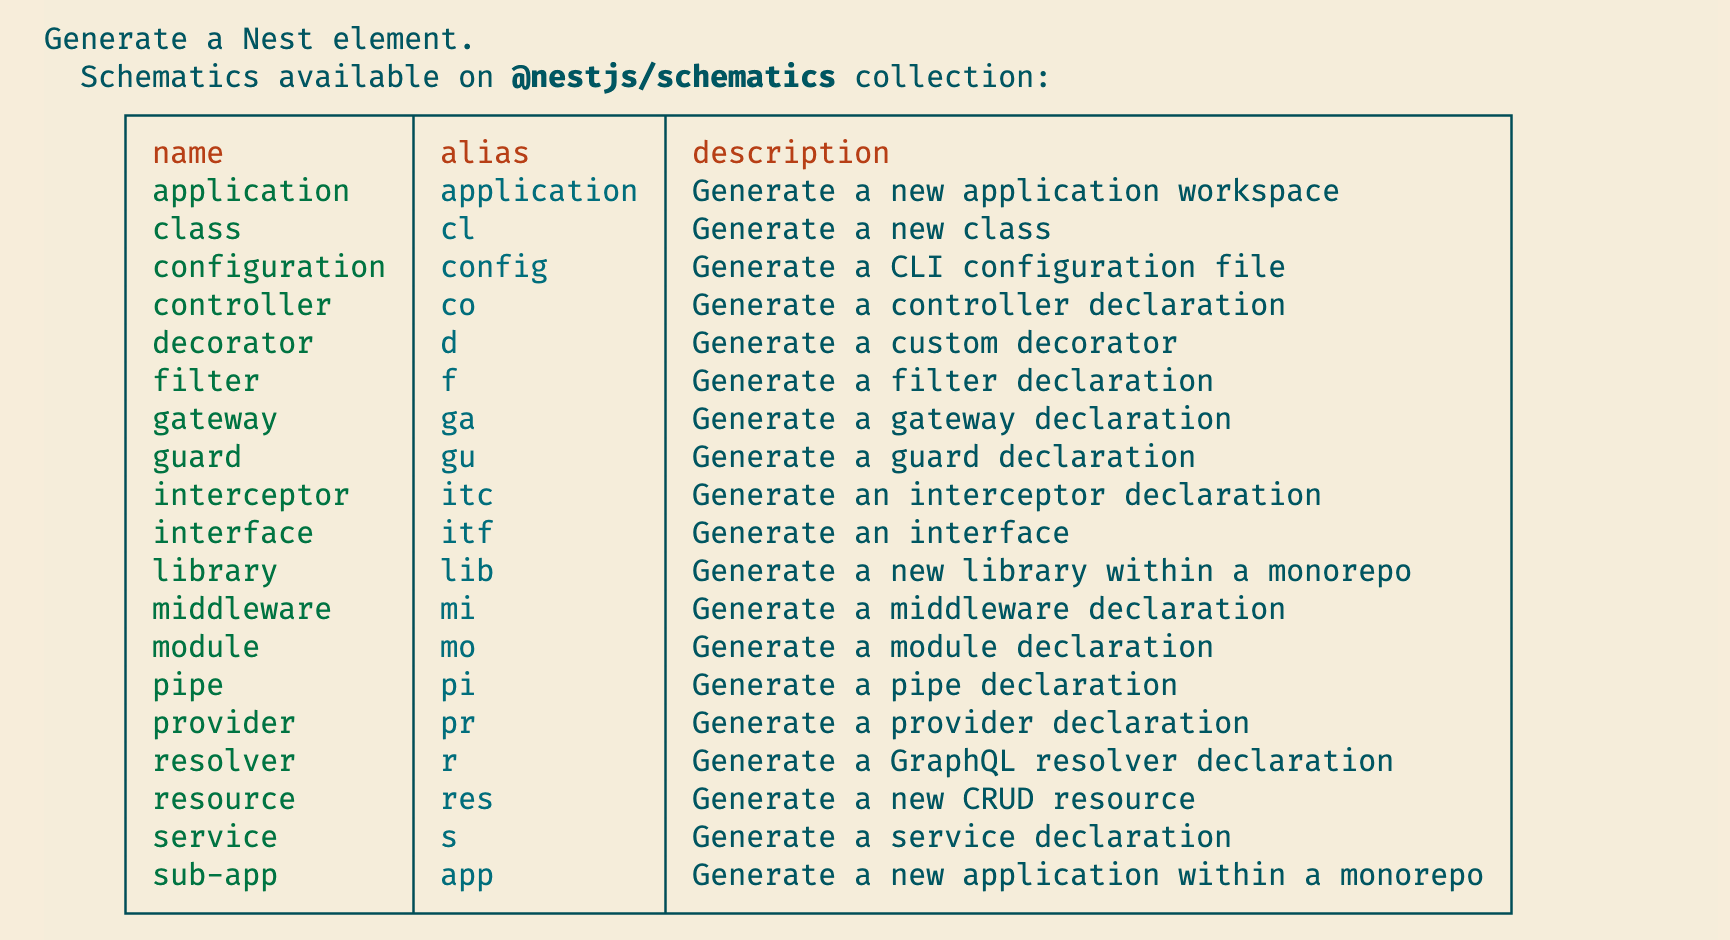 Generate a Nest element.
Schematics available on @nestjs/schematics collection:
name alias description
application application Generate a new application workspace
class cl Generate a new class
configuration config Generate a CLI configuration file
controller co Generate a controller declaration
decorator d Generate a custom decorator
filter f Generate a filter declaration
gateway ga Generate a gateway declaration
guard gu Generate a guard declaration
interceptor itc Generate an interceptor declaration
interface itf Generate an interface
library lib Generate a new library within a monorepo
middleware mi Generate a middleware declaration
module mo Generate a module declaration
pipe pi Generate a pipe declaration
provider pr Generate a provider declaration
resolver r Generate a GraphQL resolver declaration
resource res Generate a new CRUD resource
service s Generate a service declaration
sub-app app Generate a new application within a monorepo